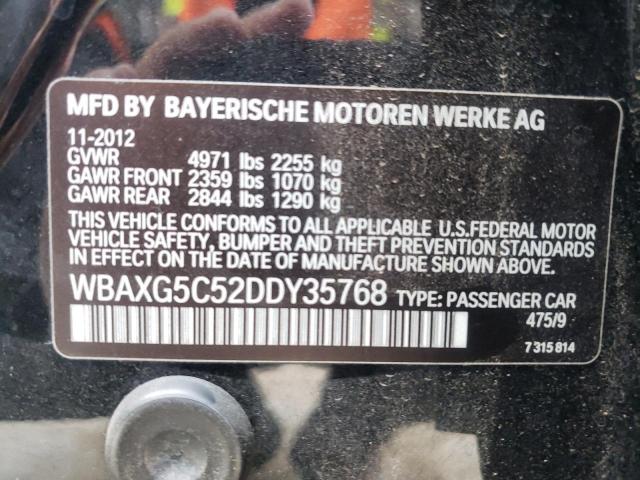 MFD BY BAYERISCHE MOTOREN WERKE AG
11-2012
GVWR 4971 lbs 2255 kg
GAWR FRONT 2359 lbs 1070 kg
GAWR REAR 2844 lbs 1290 kg
THIS VEHICLE CONFORMS TO ALL APPLICABLE U.S.FEDERAL MOTOR
VEHICLE SAFETY, BUMPER AND THEFT PREVENTION STANDARDS
IN EFFECT ON THE DATE OF MANUFACTURE SHOWN ABOVE.
WBAXG5C52DDY35768 TYPE: PASSENGER CAR
475/9
7 315 814